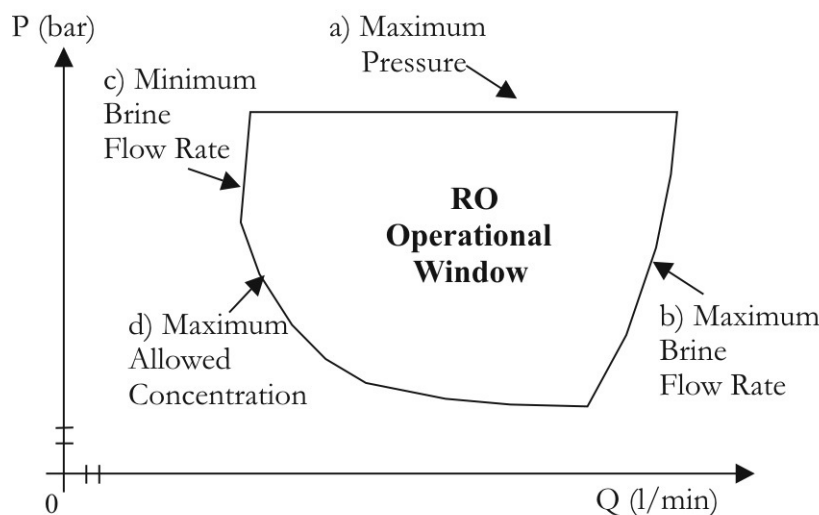 P (bar)
a) Maximum
Pressure
c) Minimum
Brine
Flow Rate
RO
Operational
Window
b) Maximum
Brine
Flow Rate
d) Maximum
Allowed
Concentration
0
Q (l/min)